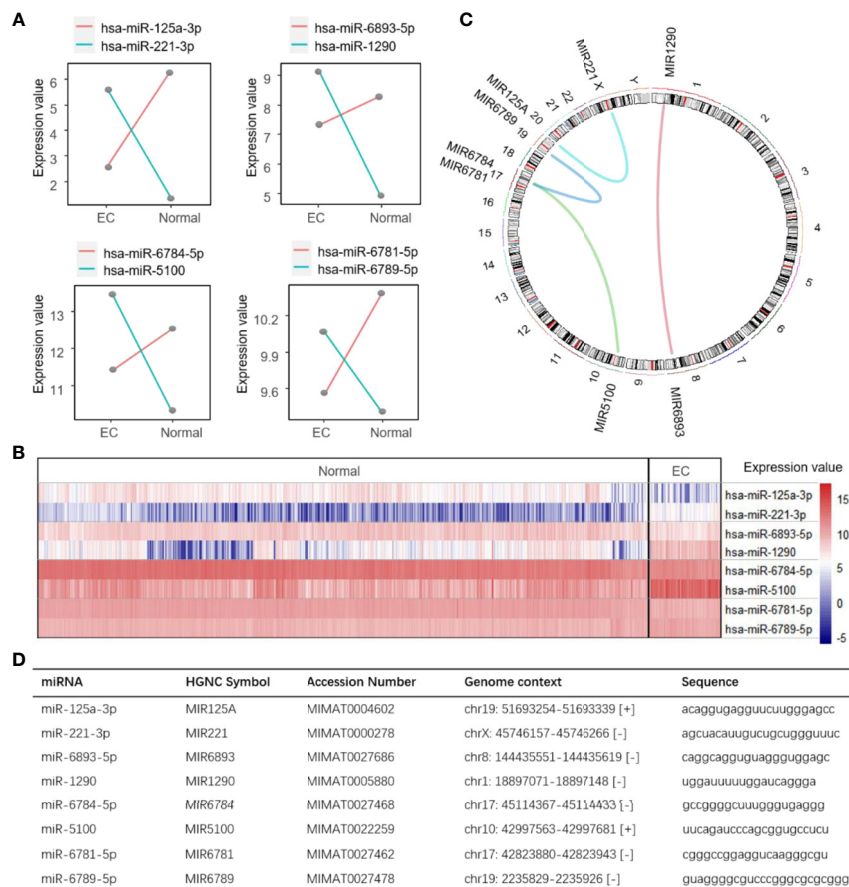 A
hsa-miR-125a-3p
hsa-miR-221-3p
Expression value
6
5
4
3
2
EC
Normal
hsa-miR-6893-5p
hsa-miR-1290
Expression value
9
8
7
6
5
EC
Normal
hsa-miR-6784-5p
hsa-miR-5100
Expression value
13
12
11
EC
Normal
hsa-miR-6781-5p
hsa-miR-6789-5p
Expression value
10.2
9.9
9.6
EC
Normal
C
MIR1290
1
2
3
4
5
6
7
8
MIR6893
9
MIR5100
10
11
12
13
14
15
16
17
MIR6781
MIR6784
18
19
MIR6789
MIR125A
20
21
22
MIR221
X
Y
B
Normal
EC
Expression value
hsa-miR-125a-3p
hsa-miR-221-3p
hsa-miR-6893-5p
hsa-miR-1290
hsa-miR-6784-5p
hsa-miR-5100
hsa-miR-6781-5p
hsa-miR-6789-5p
15
10
5
0
-5
D
miRNA HGNC Symbol Accession Number Genome context Sequence
miR-125a-3p MIR125A MIMAT0004602 chr19: 51693254-51693339 [+] acaggugagguucuugggagcc
miR-221-3p MIR221 MIMAT0000278 chrX: 45746157-45746266 [-] agcuacauugucugcuggguuuc
miR-6893-5p MIR6893 MIMAT0027686 chr8: 144435551-144435619 [-] caggcagguguaggguggagc
miR-1290 MIR1290 MIMAT0005880 chr1: 18897071-18897148 [-] uggauuuuuggaucaggga
miR-6784-5p MIR6784 MIMAT0027468 chr17: 45114367-45114433 [-] gccggggcuuugggugaggg
miR-5100 MIR5100 MIMAT0022259 chr10: 42997563-42997681 [+] uucagaucccagcggugccucu
miR-6781-5p MIR6781 MIMAT0027462 chr17: 42823880-42823943 [-] cgggccggaggucaagggcgu
miR-6789-5p MIR6789 MIMAT0027478 chr19: 2235829-2235926 [-] guaggggcgucccgggcgcgcggg